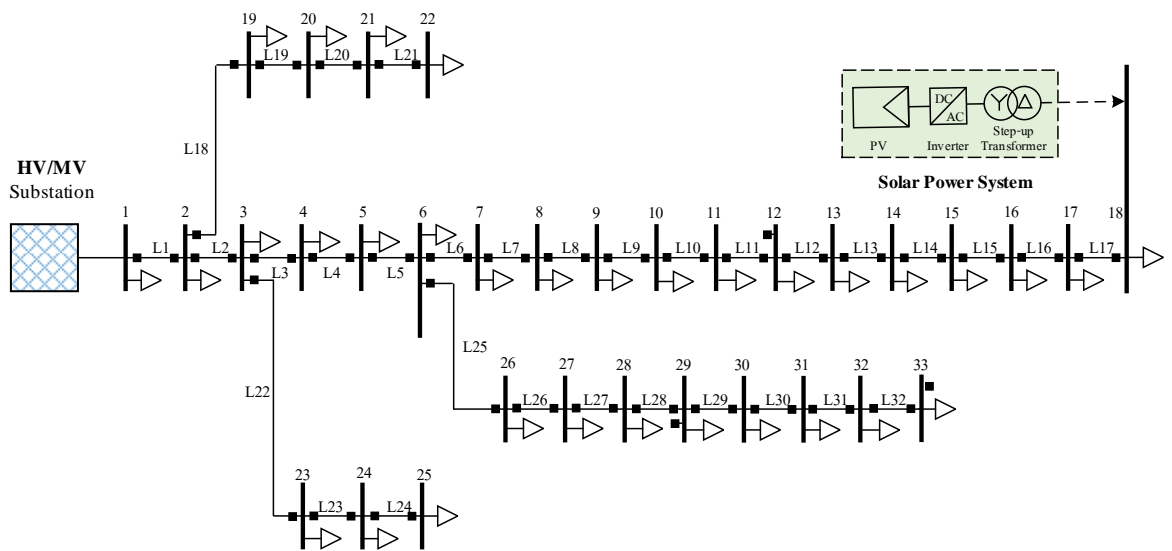 19 20 21 22
L19 L20 L21
DC
AC
PV Inverter Step-up
Transformer
Solar Power System
L18
HV/MV
Substation
1 2 3 4 5 6 7 8 9 10 11 12 13 14 15 16 17 18
L1 L2 L3 L4 L5 L6 L7 L8 L9 L10 L11 L12 L13 L14 L15 L16 L17
L25
26 27 28 29 30 31 32 33
L22
L26 L27 L28 L29 L30 L31 L32
23 24 25
L23 L24